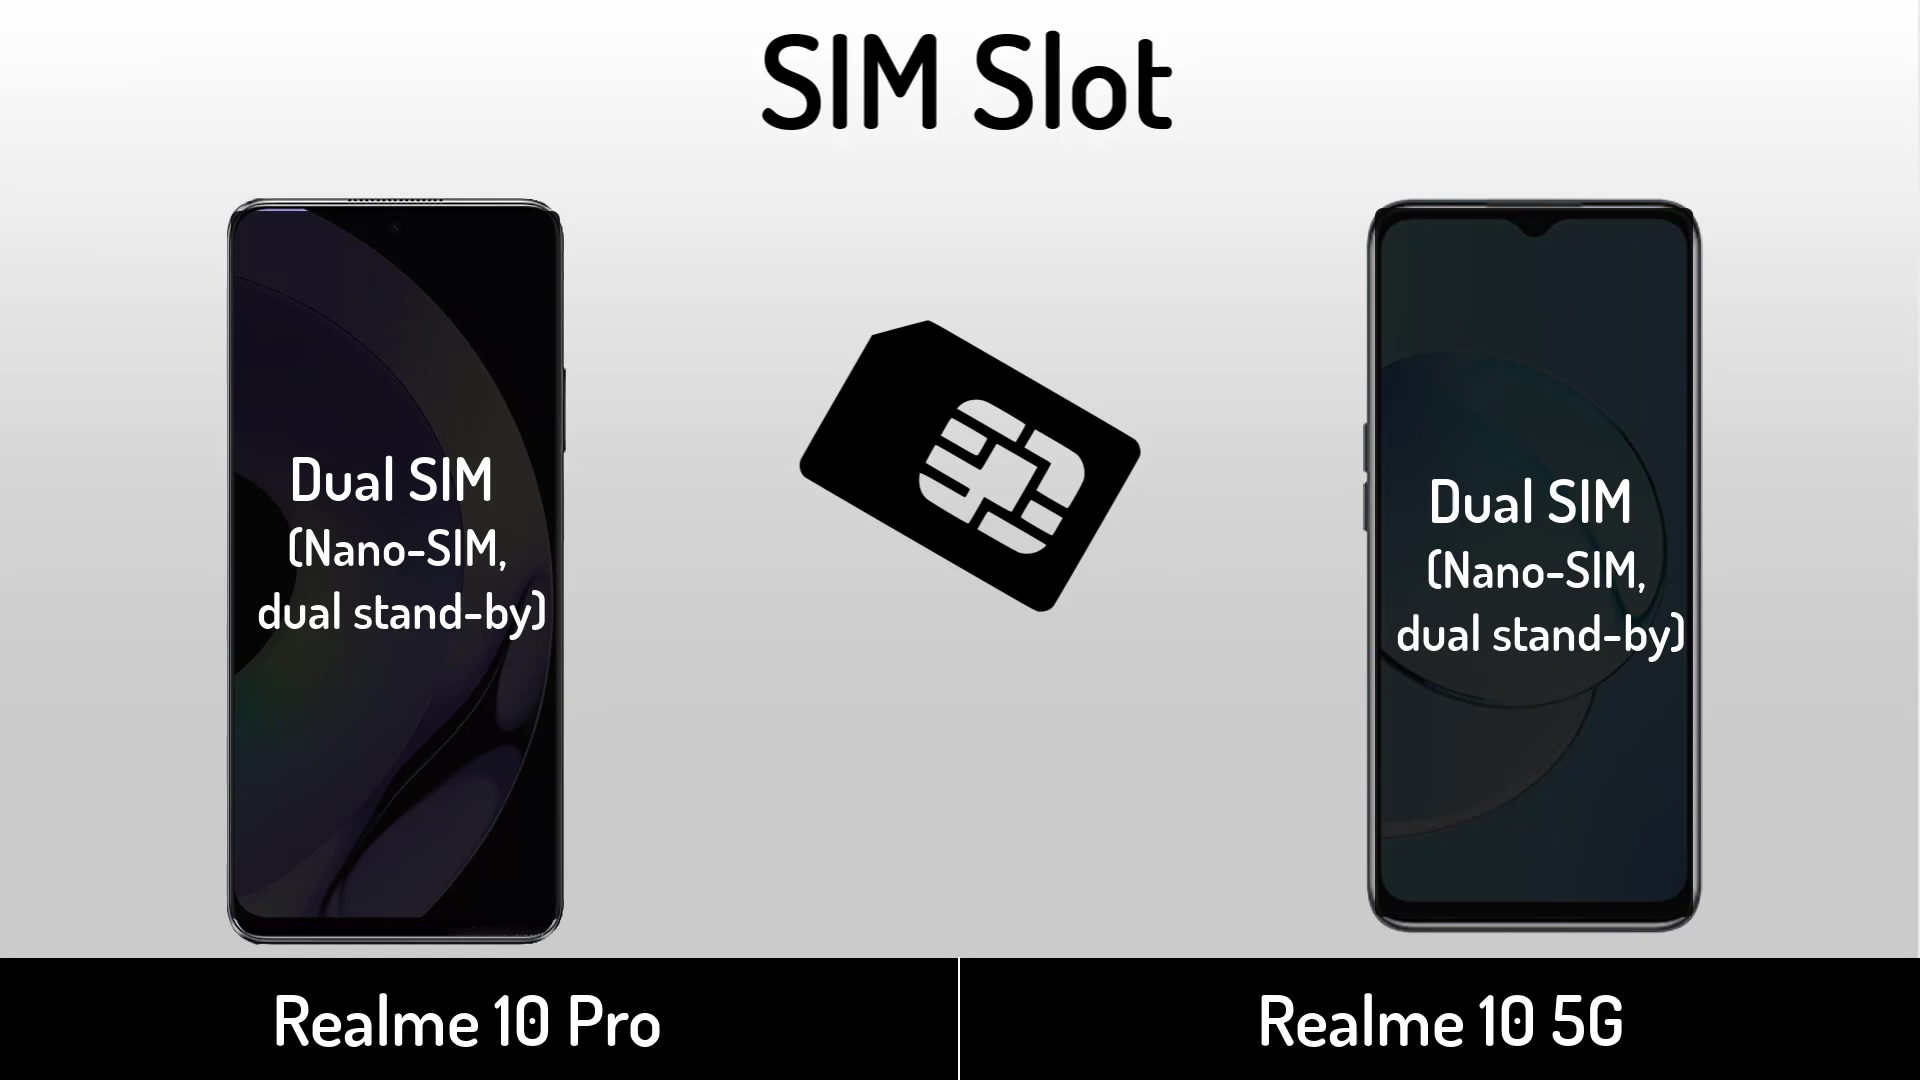 SIM Slot
Dual SIM
(Nano-SIM,
dual stand-by)
Dual SIM
(Nano-SIM,
dual stand-by)
Realme 10 Pro
Realme 10 5G